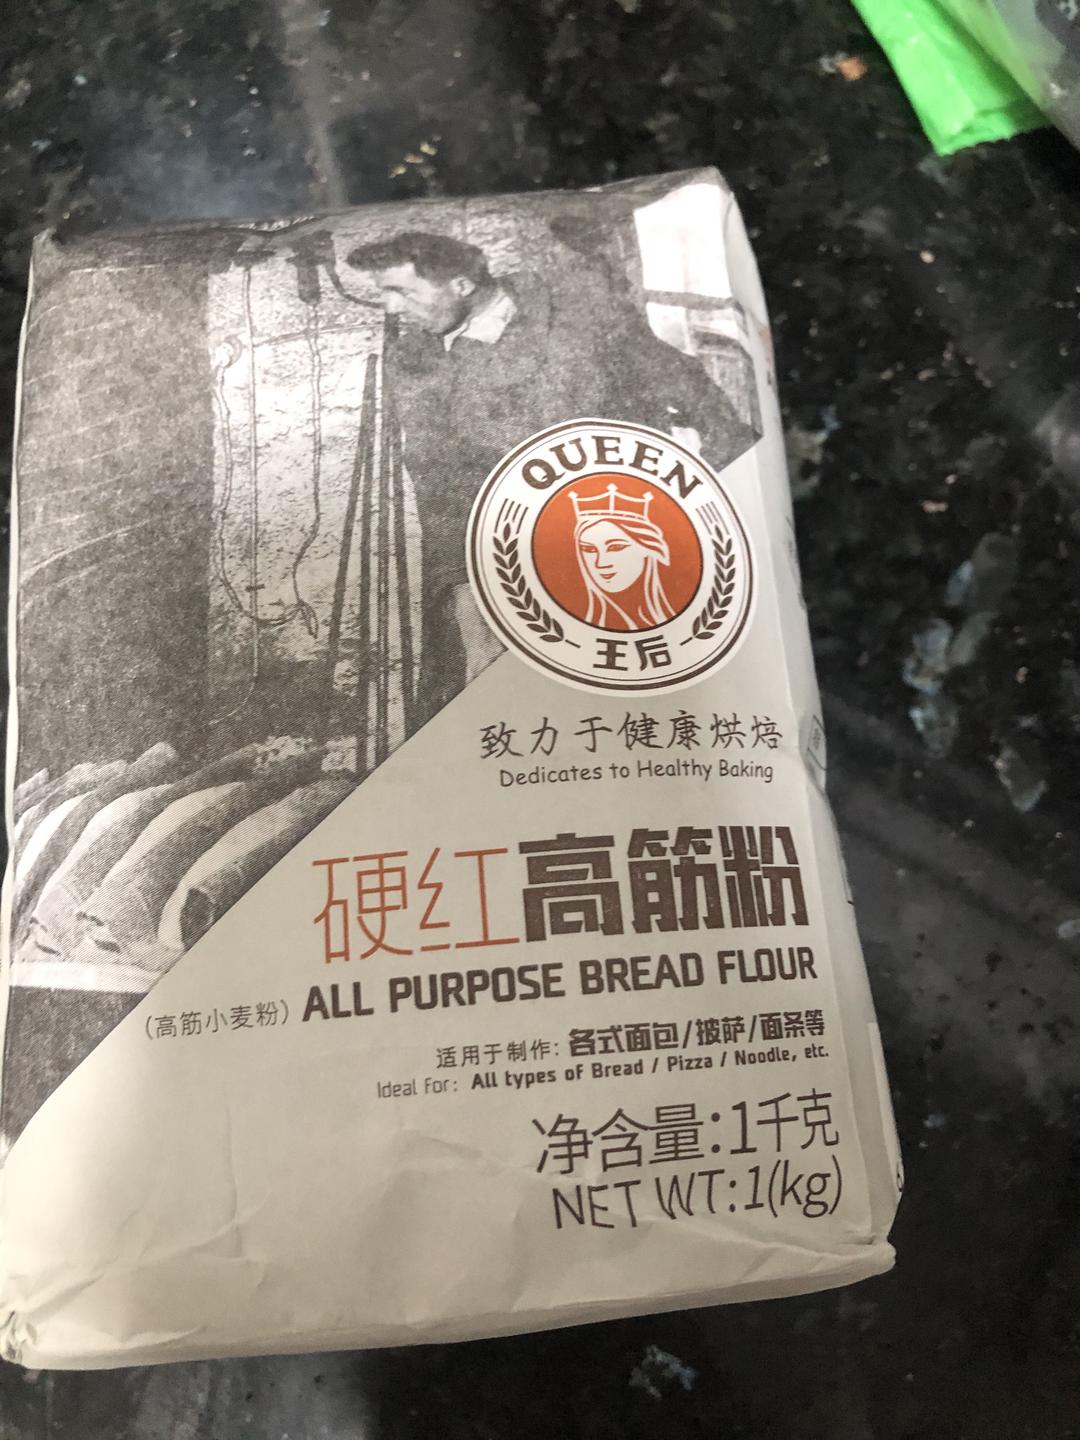 QUEEN
王后
致力于健康烘焙
Dedicates to Healthy Baking
硬红高筋粉
(高筋小麦粉) ALL PURPOSE BREAD FLOUR
适用于制作: 各式面包/披萨/面条等
Ideal For: All types of Bread / Pizza / Noodle, etc.
净含量:1千克
NET WT:1(kg)